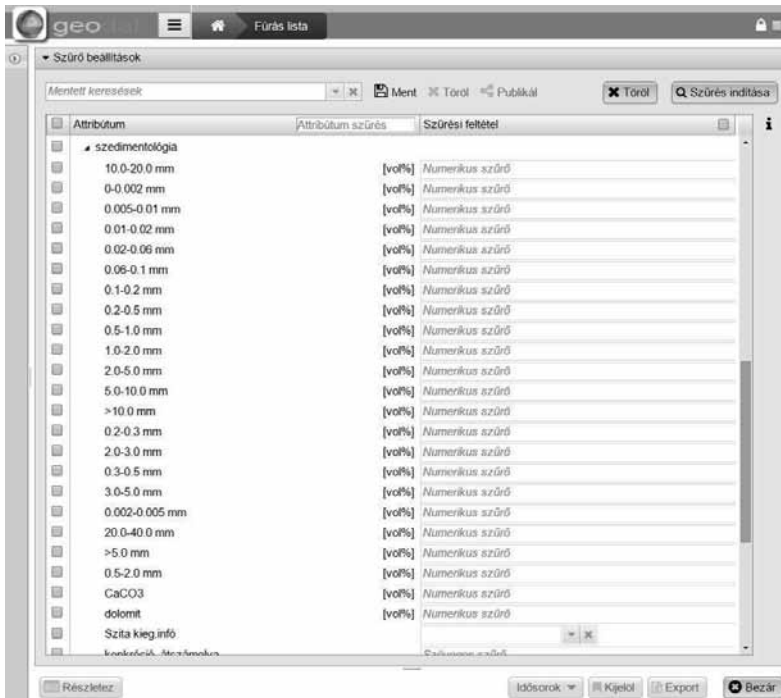 geo
Fúrás lista
Szűrő beállítások
Mentett keresések
Ment Töröl Publikál
Töröl
Szűrés indítása
Attribútum
Attribútum szűrés
Szűrési feltétel
szedimentológia
10.0-20.0 mm [vol%] Numerikus szűrő
0-0.002 mm [vol%] Numerikus szűrő
0.005-0.01 mm [vol%] Numerikus szűrő
0.01-0.02 mm [vol%] Numerikus szűrő
0.02-0.06 mm [vol%] Numerikus szűrő
0.06-0.1 mm [vol%] Numerikus szűrő
0.1-0.2 mm [vol%] Numerikus szűrő
0.2-0.5 mm [vol%] Numerikus szűrő
0.5-1.0 mm [vol%] Numerikus szűrő
1.0-2.0 mm [vol%] Numerikus szűrő
2.0-5.0 mm [vol%] Numerikus szűrő
5.0-10.0 mm [vol%] Numerikus szűrő
>10.0 mm [vol%] Numerikus szűrő
0.2-0.3 mm [vol%] Numerikus szűrő
2.0-3.0 mm [vol%] Numerikus szűrő
0.3-0.5 mm [vol%] Numerikus szűrő
3.0-5.0 mm [vol%] Numerikus szűrő
0.002-0.005 mm [vol%] Numerikus szűrő
20.0-40.0 mm [vol%] Numerikus szűrő
>5.0 mm [vol%] Numerikus szűrő
0.5-2.0 mm [vol%] Numerikus szűrő
CaCO3 [vol%] Numerikus szűrő
dolomit [vol%] Numerikus szűrő
Szita kieg.infó
konkréció, átszámolva Szöveges szűrő
Részletez
Idősorok
Kijelöl
Export
Bezár